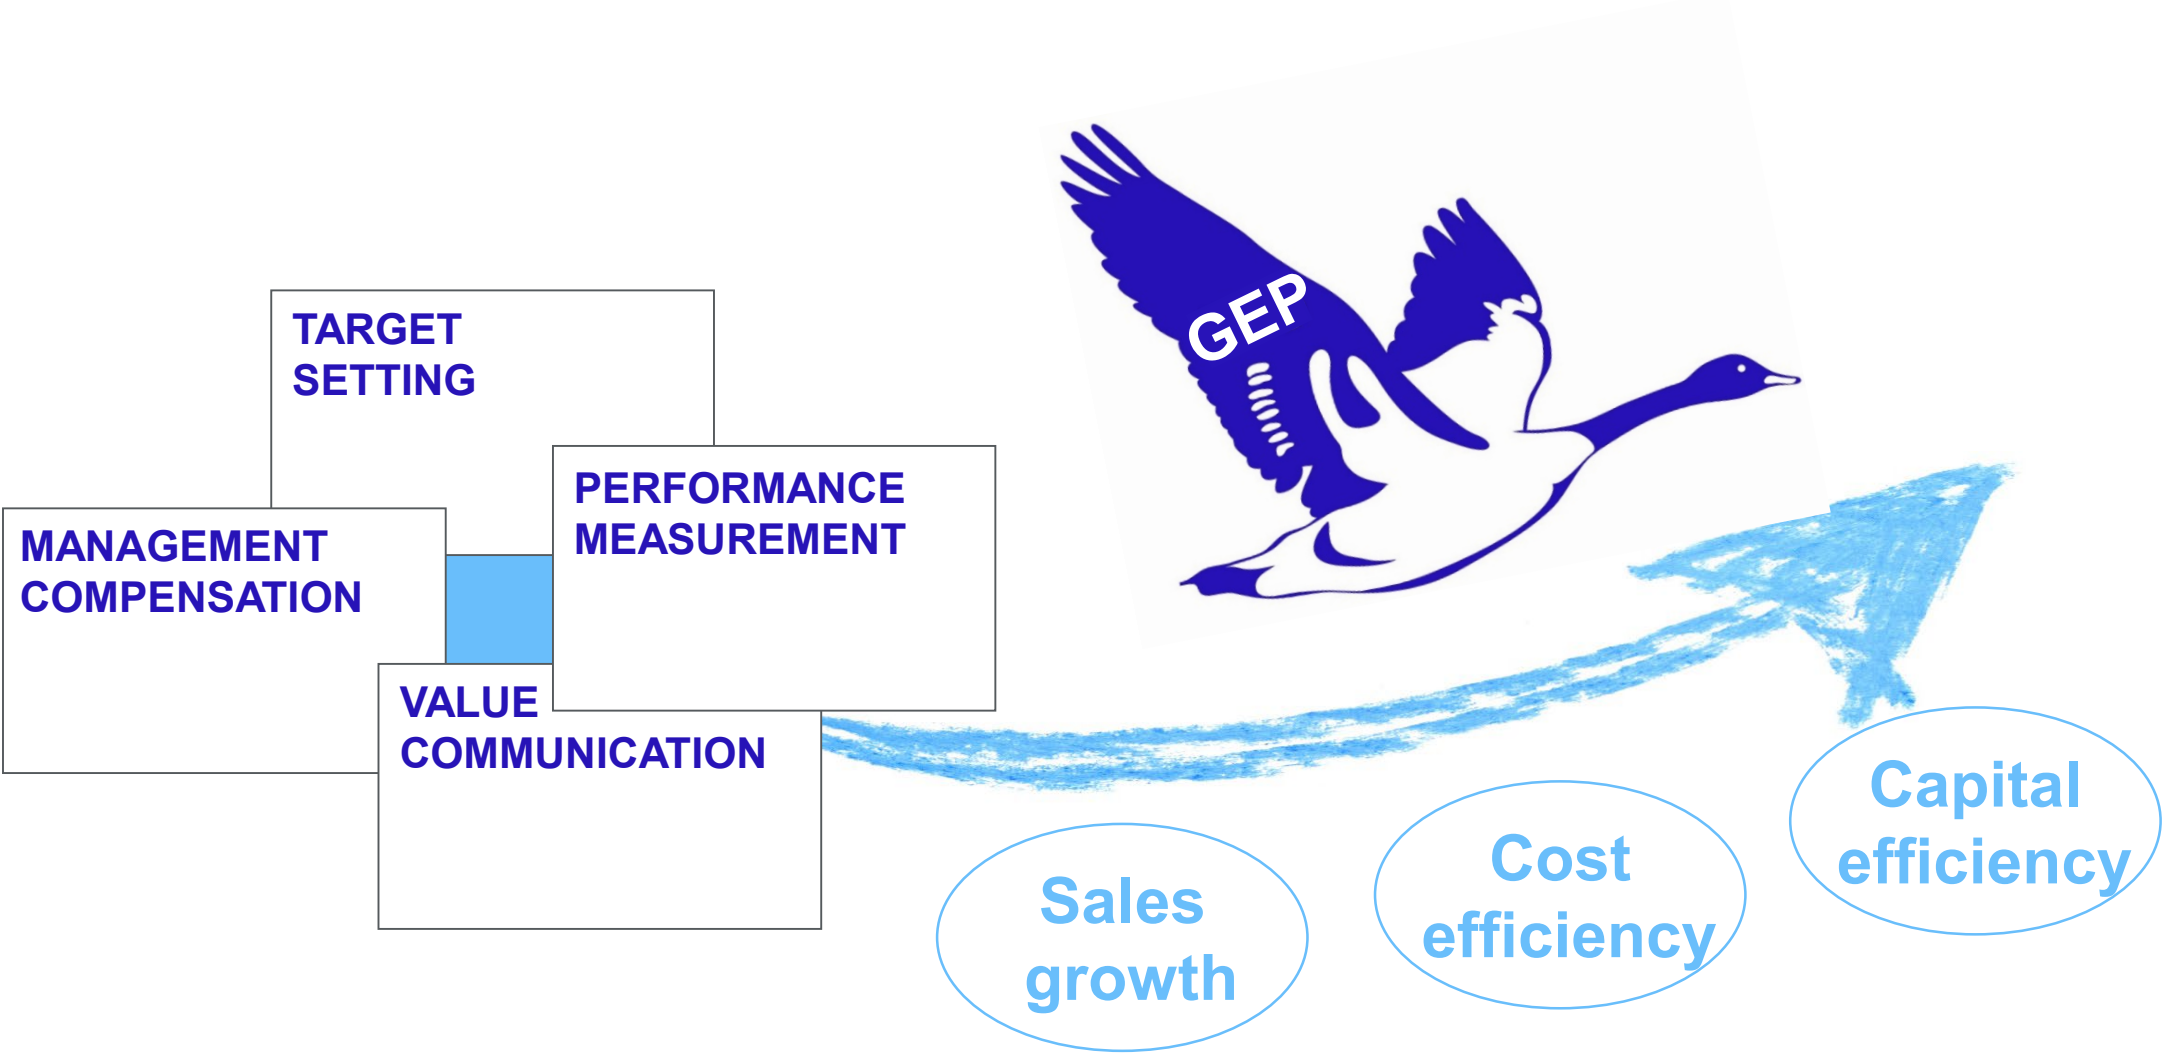 TARGET
SETTING
PERFORMANCE
MEASUREMENT
MANAGEMENT
COMPENSATION
VALUE
COMMUNICATION
GEP
Sales
growth
Cost
efficiency
Capital
efficiency